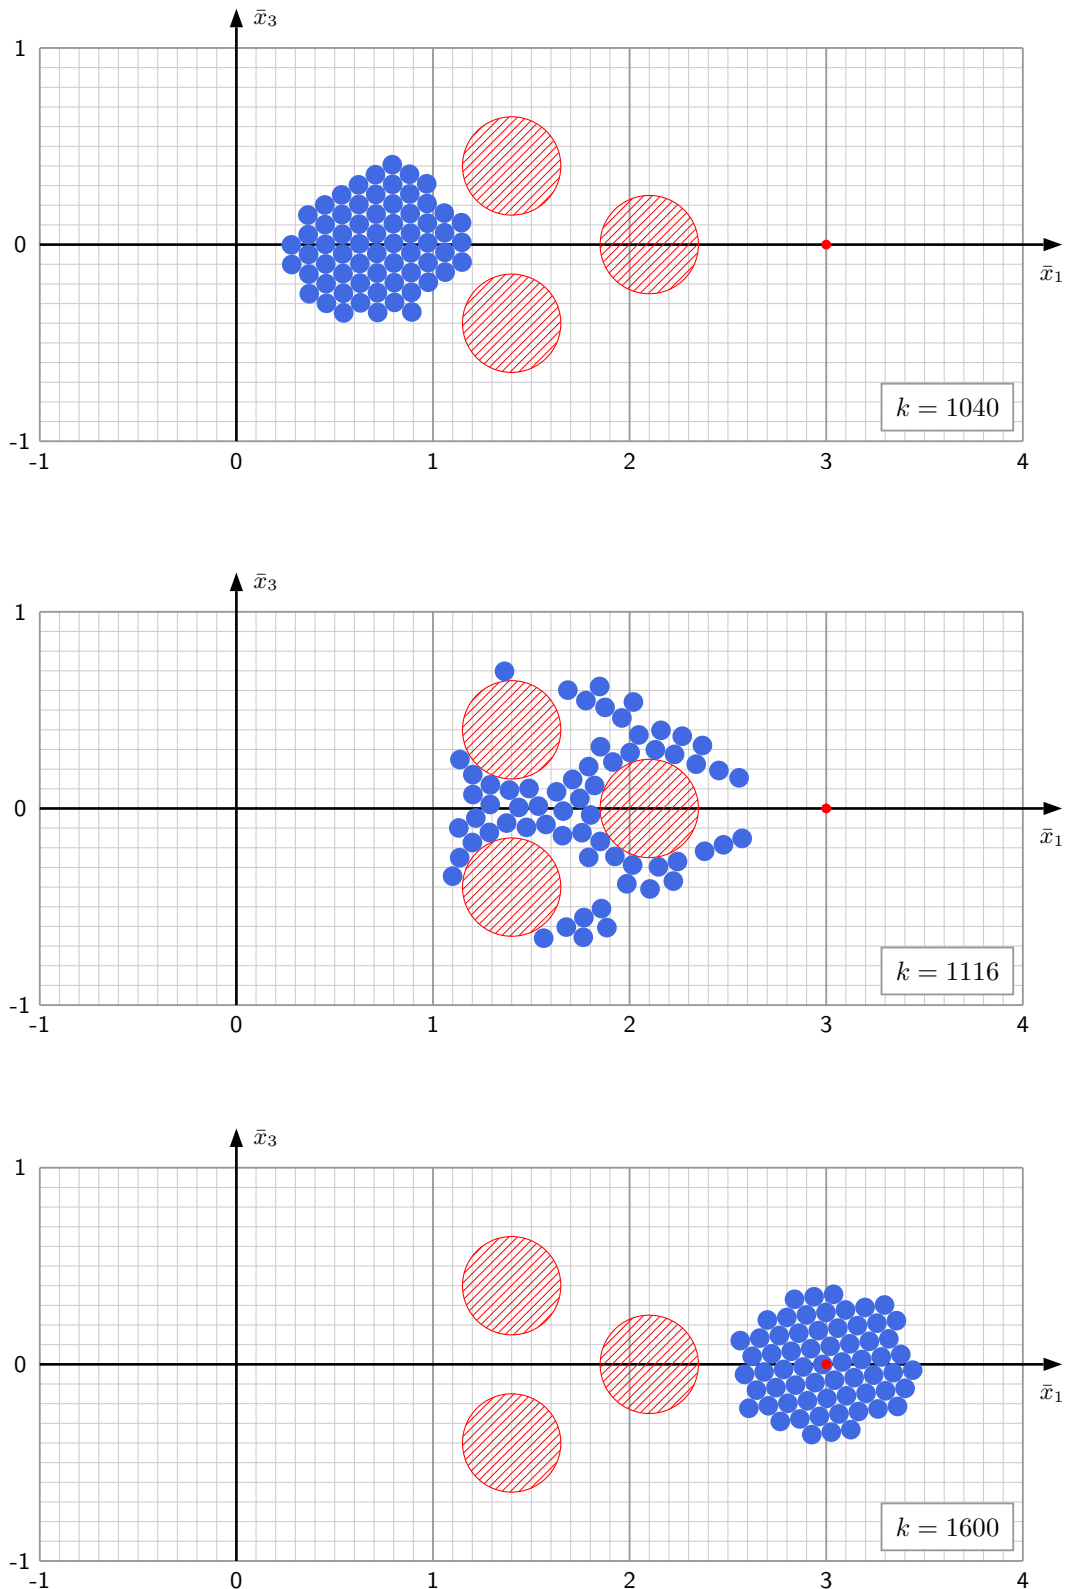 x̄₃
1
0
x̄₁
k = 1040
-1
-1 0 1 2 3 4
x̄₃
1
0
x̄₁
k = 1116
-1
-1 0 1 2 3 4
x̄₃
1
0
x̄₁
k = 1600
-1
-1 0 1 2 3 4